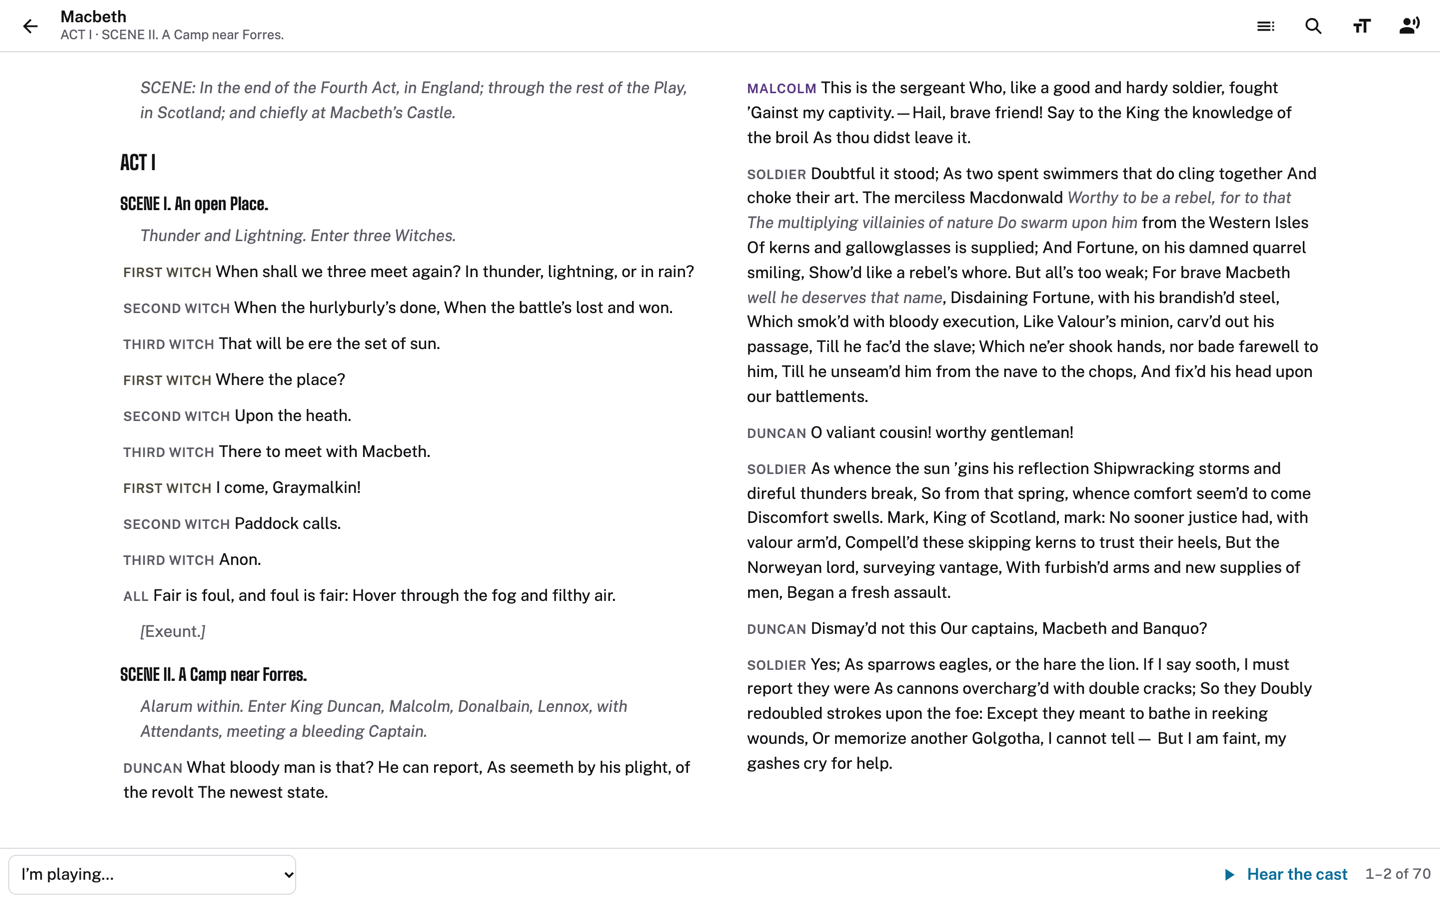 Macbeth
ACT I · SCENE II. A Camp near Forres.
SCENE: In the end of the Fourth Act, in England; through the rest of the Play,
in Scotland; and chiefly at Macbeth’s Castle.
ACT I
SCENE I. An open Place.
Thunder and Lightning. Enter three Witches.
FIRST WITCH When shall we three meet again? In thunder, lightning, or in rain?
SECOND WITCH When the hurlyburly’s done, When the battle’s lost and won.
THIRD WITCH That will be ere the set of sun.
FIRST WITCH Where the place?
SECOND WITCH Upon the heath.
THIRD WITCH There to meet with Macbeth.
FIRST WITCH I come, Graymalkin!
SECOND WITCH Paddock calls.
THIRD WITCH Anon.
ALL Fair is foul, and foul is fair: Hover through the fog and filthy air.
[Exeunt.]
SCENE II. A Camp near Forres.
Alarum within. Enter King Duncan, Malcolm, Donalbain, Lennox, with
Attendants, meeting a bleeding Captain.
DUNCAN What bloody man is that? He can report, As seemeth by his plight, of
the revolt The newest state.
MALCOLM This is the sergeant Who, like a good and hardy soldier, fought
’Gainst my captivity.—Hail, brave friend! Say to the King the knowledge of
the broil As thou didst leave it.
SOLDIER Doubtful it stood; As two spent swimmers that do cling together And
choke their art. The merciless Macdonwald Worthy to be a rebel, for to that
The multiplying villainies of nature Do swarm upon him from the Western Isles
Of kerns and gallowglasses is supplied; And Fortune, on his damned quarrel
smiling, Show’d like a rebel’s whore. But all’s too weak; For brave Macbeth
well he deserves that name, Disdaining Fortune, with his brandish’d steel,
Which smok’d with bloody execution, Like Valour’s minion, carv’d out his
passage, Till he fac’d the slave; Which ne’er shook hands, nor bade farewell to
him, Till he unseam’d him from the nave to the chops, And fix’d his head upon
our battlements.
DUNCAN O valiant cousin! worthy gentleman!
SOLDIER As whence the sun ’gins his reflection Shipwracking storms and
direful thunders break, So from that spring, whence comfort seem’d to come
Discomfort swells. Mark, King of Scotland, mark: No sooner justice had, with
valour arm’d, Compell’d these skipping kerns to trust their heels, But the
Norweyan lord, surveying vantage, With furbish’d arms and new supplies of
men, Began a fresh assault.
DUNCAN Dismay’d not this Our captains, Macbeth and Banquo?
SOLDIER Yes; As sparrows eagles, or the hare the lion. If I say sooth, I must
report they were As cannons overcharg’d with double cracks; So they Doubly
redoubled strokes upon the foe: Except they meant to bathe in reeking
wounds, Or memorize another Golgotha, I cannot tell— But I am faint, my
gashes cry for help.
I’m playing…
Hear the cast
1–2 of 70